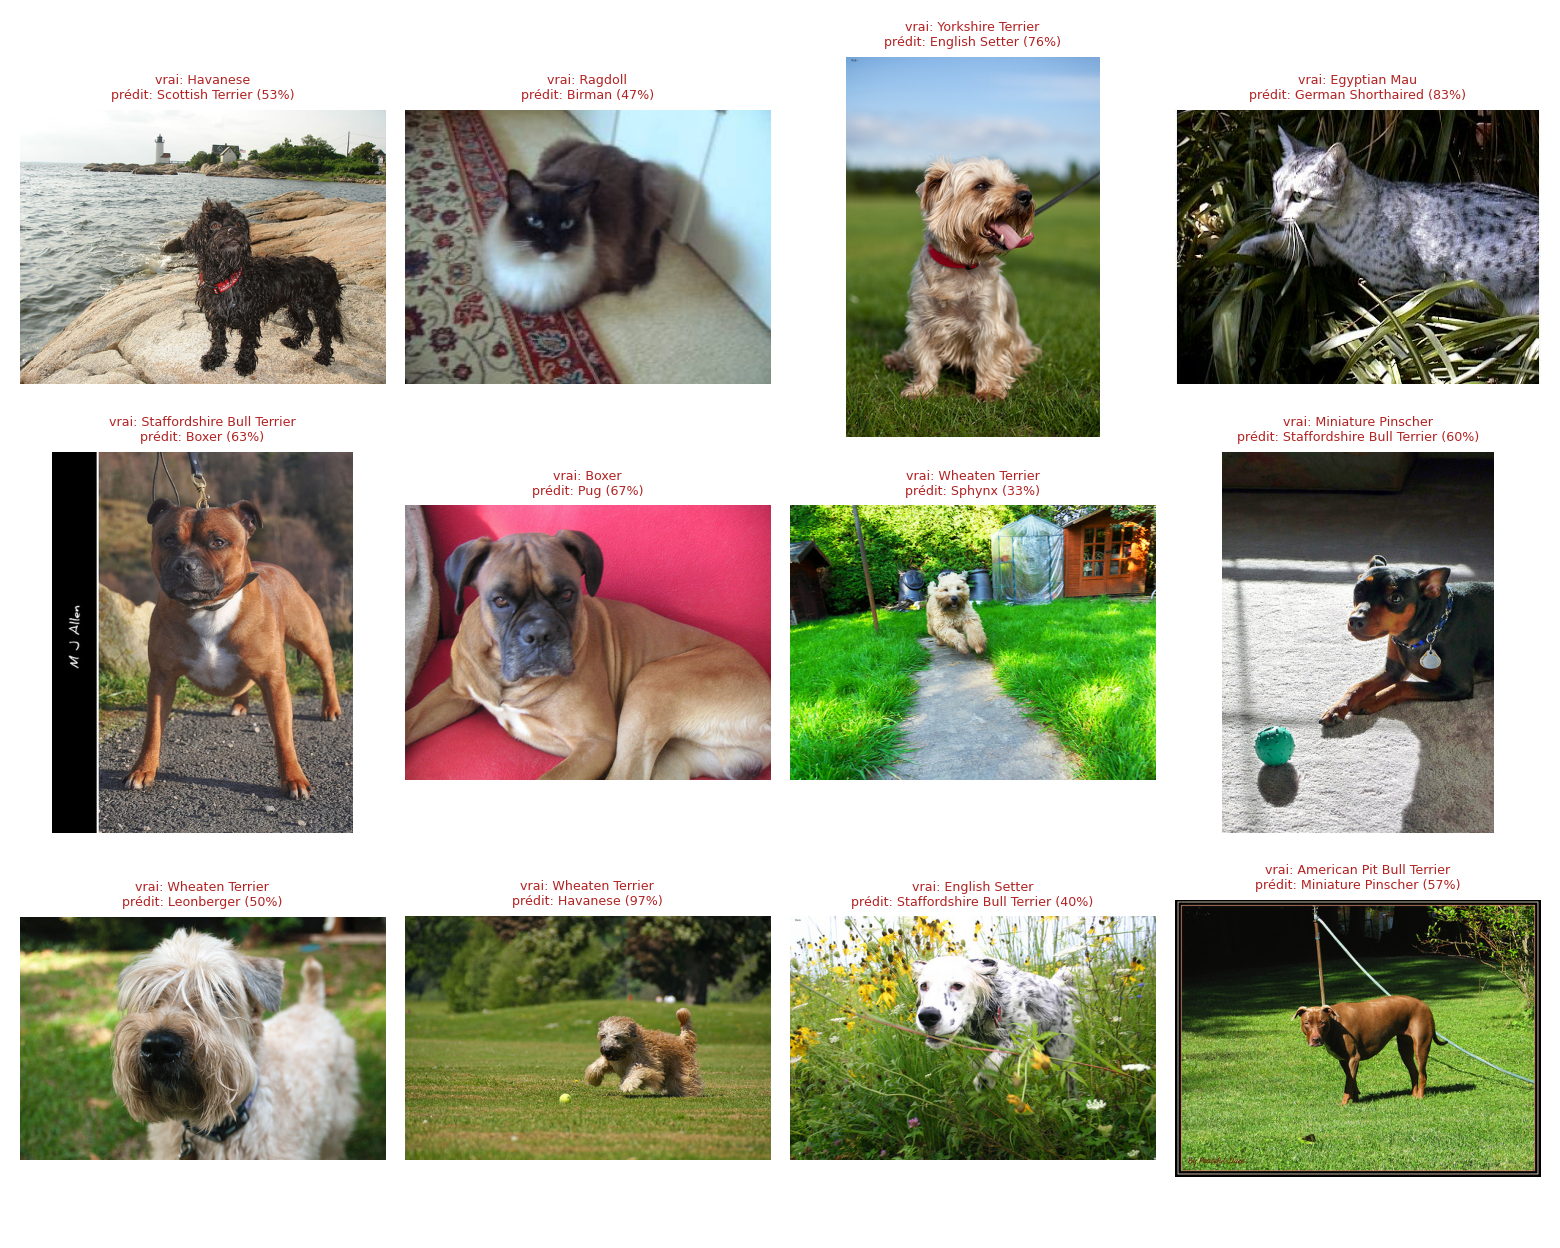 vrai: Havanese
prédit: Scottish Terrier (53%)
vrai: Ragdoll
prédit: Birman (47%)
vrai: Yorkshire Terrier
prédit: English Setter (76%)
vrai: Egyptian Mau
prédit: German Shorthaired (83%)
vrai: Staffordshire Bull Terrier
prédit: Boxer (63%)
M J Allen
vrai: Boxer
prédit: Pug (67%)
vrai: Wheaten Terrier
prédit: Sphynx (33%)
vrai: Miniature Pinscher
prédit: Staffordshire Bull Terrier (60%)
vrai: Wheaten Terrier
prédit: Leonberger (50%)
vrai: Wheaten Terrier
prédit: Havanese (97%)
vrai: English Setter
prédit: Staffordshire Bull Terrier (40%)
vrai: American Pit Bull Terrier
prédit: Miniature Pinscher (57%)